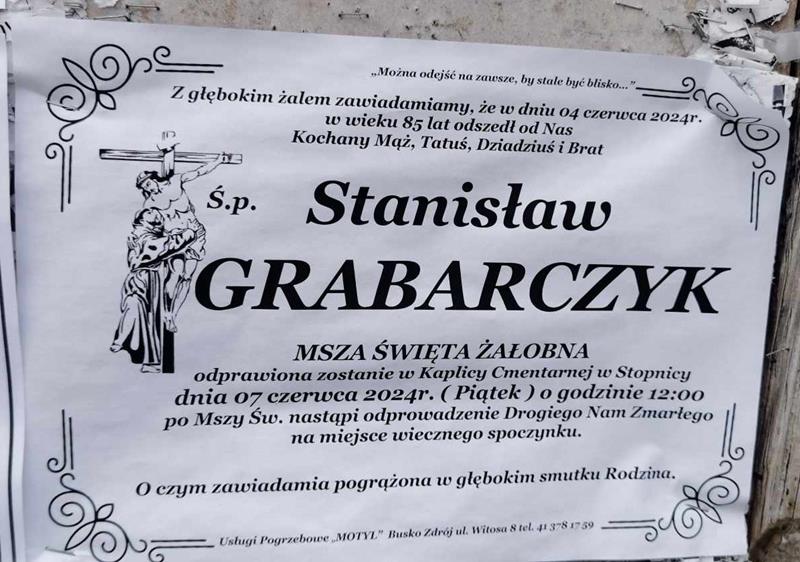 „Można odejść na zawsze, by stale być blisko..."
Z głębokim żalem zawiadamiamy, że w dniu 04 czerwca 2024r.
w wieku 85 lat odszedł od Nas
Kochany Mąż, Tatuś, Dziadziuś i Brat
Ś.p. Stanisław
GRABARCZYK
MSZA ŚWIĘTA ŻAŁOBNA
odprawiona zostanie w Kaplicy Cmentarnej w Stopnicy
dnia 07 czerwca 2024r. ( Piątek ) o godzinie 12:00
po Mszy Św. nastąpi odprowadzenie Drogiego Nam Zmarłego
na miejsce wiecznego spoczynku.
O czym zawiadamia pogrążona w głębokim smutku Rodzina.
Usługi Pogrzebowe „MOTYL" Busko Zdrój ul. Witosa 8 tel. 41 378 17 59